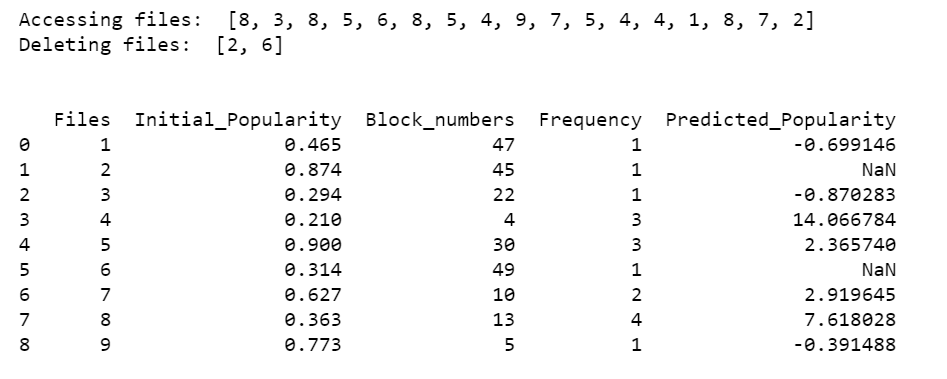 Accessing files:  [8, 3, 8, 5, 6, 8, 5, 4, 9, 7, 5, 4, 4, 1, 8, 7, 2]
Deleting files:  [2, 6]
Files  Initial_Popularity  Block_numbers  Frequency  Predicted_Popularity
0      1               0.465             47          1             -0.699146
1      2               0.874             45          1                   NaN
2      3               0.294             22          1             -0.870283
3      4               0.210              4          3             14.066784
4      5               0.900             30          3              2.365740
5      6               0.314             49          1                   NaN
6      7               0.627             10          2              2.919645
7      8               0.363             13          4              7.618028
8      9               0.773              5          1             -0.391488